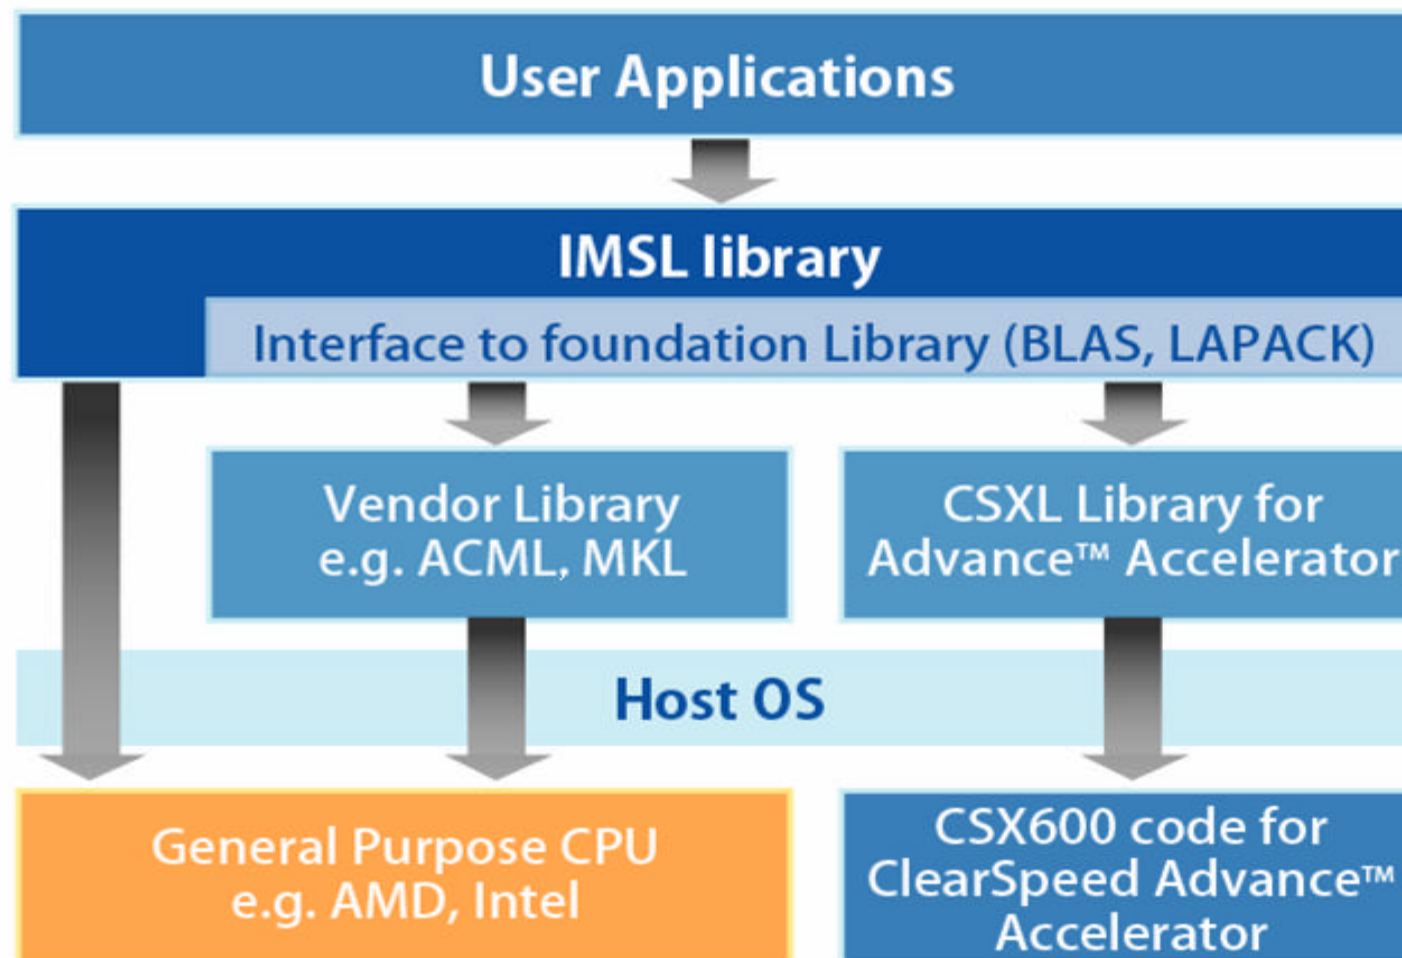 User Applications
IMSL library
Interface to foundation Library (BLAS, LAPACK)
Vendor Library
e.g. ACML, MKL
CSXL Library for
Advance™ Accelerator
Host OS
General Purpose CPU
e.g. AMD, Intel
CSX600 code for
ClearSpeed Advance™
Accelerator